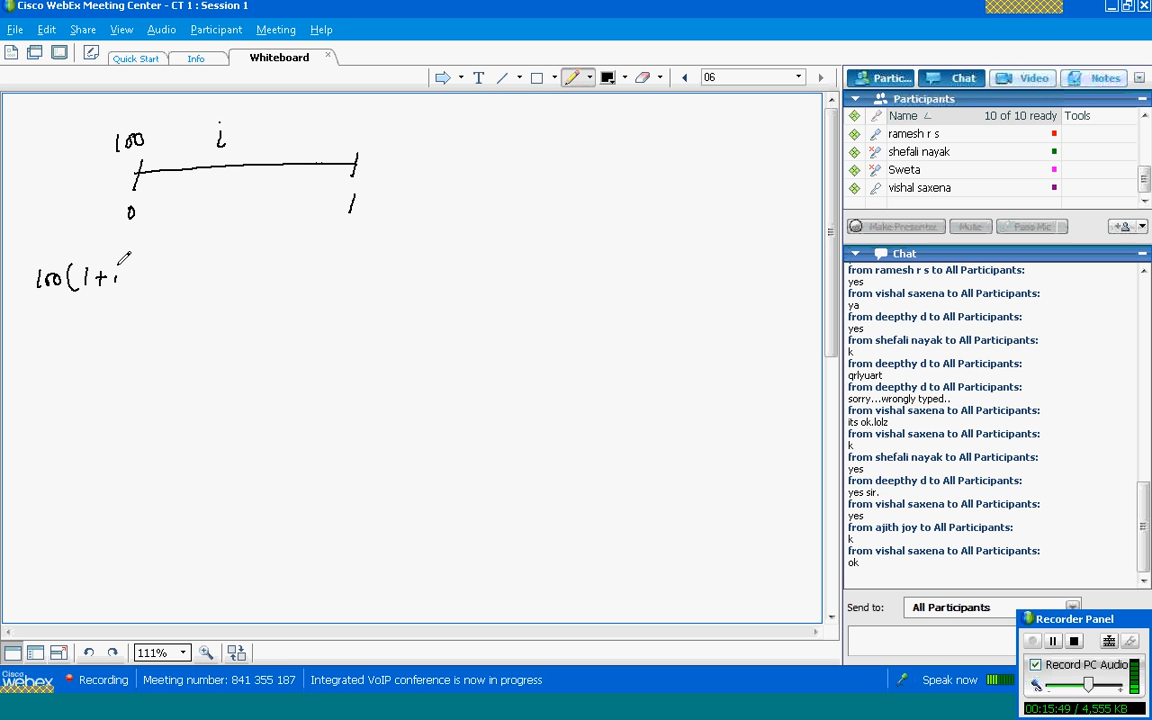 Cisco WebEx Meeting Center - CT 1 : Session 1
File Edit Share View Audio Participant Meeting Help
Quick Start Info Whiteboard
T 06
Partic... Chat Video Notes
Participants
Name 10 of 10 ready Tools
ramesh r s
shefali nayak
Sweta
vishal saxena
Make Presenter Mute Pass Mic
100 i
0 1
100(1+i
Chat
from ramesh r s to All Participants:
yes
from vishal saxena to All Participants:
ya
from deepthy d to All Participants:
yes
from shefali nayak to All Participants:
k
from deepthy d to All Participants:
qrlyuart
from deepthy d to All Participants:
sorry...wrongly typed..
from vishal saxena to All Participants:
its ok.lolz
from vishal saxena to All Participants:
k
from shefali nayak to All Participants:
yes
from deepthy d to All Participants:
yes sir.
from vishal saxena to All Participants:
yes
from ajith joy to All Participants:
k
from vishal saxena to All Participants:
ok
Send to: All Participants
Recorder Panel
Record PC Audio
00:15:49 / 4,555 KB
111%
Cisco webex Recording Meeting number: 841 355 187 Integrated VoIP conference is now in progress Speak now